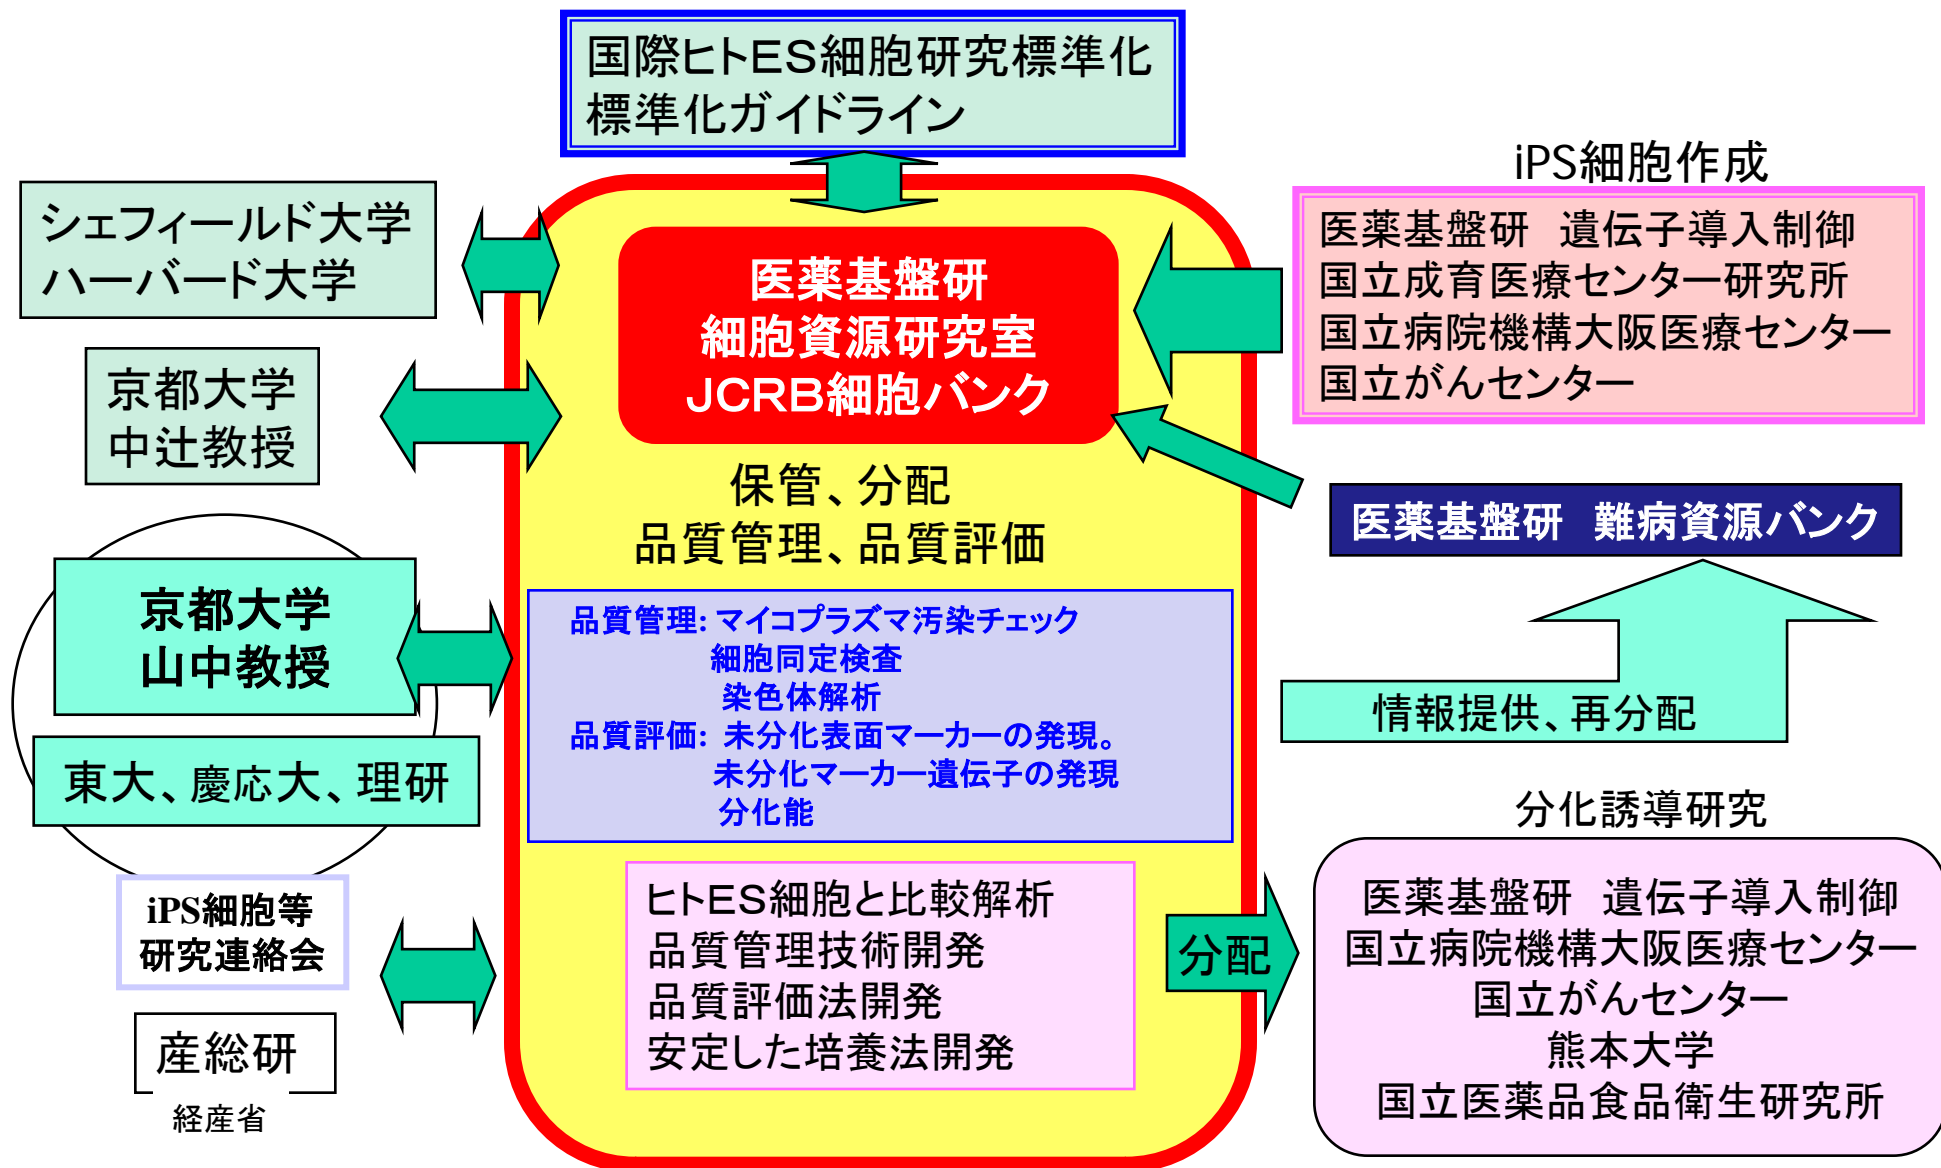 国際ヒトES細胞研究標準化
標準化ガイドライン
シェフィールド大学
ハーバード大学
京都大学
中辻教授
京都大学
山中教授
東大、慶応大、理研
iPS細胞等
研究連絡会
産総研
経産省
医薬基盤研
細胞資源研究室
JCRB細胞バンク
保管、分配
品質管理、品質評価
品質管理: マイコプラズマ汚染チェック
細胞同定検査
染色体解析
品質評価: 未分化表面マーカーの発現。
未分化マーカー遺伝子の発現
分化能
ヒトES細胞と比較解析
品質管理技術開発
品質評価法開発
安定した培養法開発
分配
iPS細胞作成
医薬基盤研 遺伝子導入制御
国立成育医療センター研究所
国立病院機構大阪医療センター
国立がんセンター
医薬基盤研 難病資源バンク
情報提供、再分配
分化誘導研究
医薬基盤研 遺伝子導入制御
国立病院機構大阪医療センター
国立がんセンター
熊本大学
国立医薬品食品衛生研究所